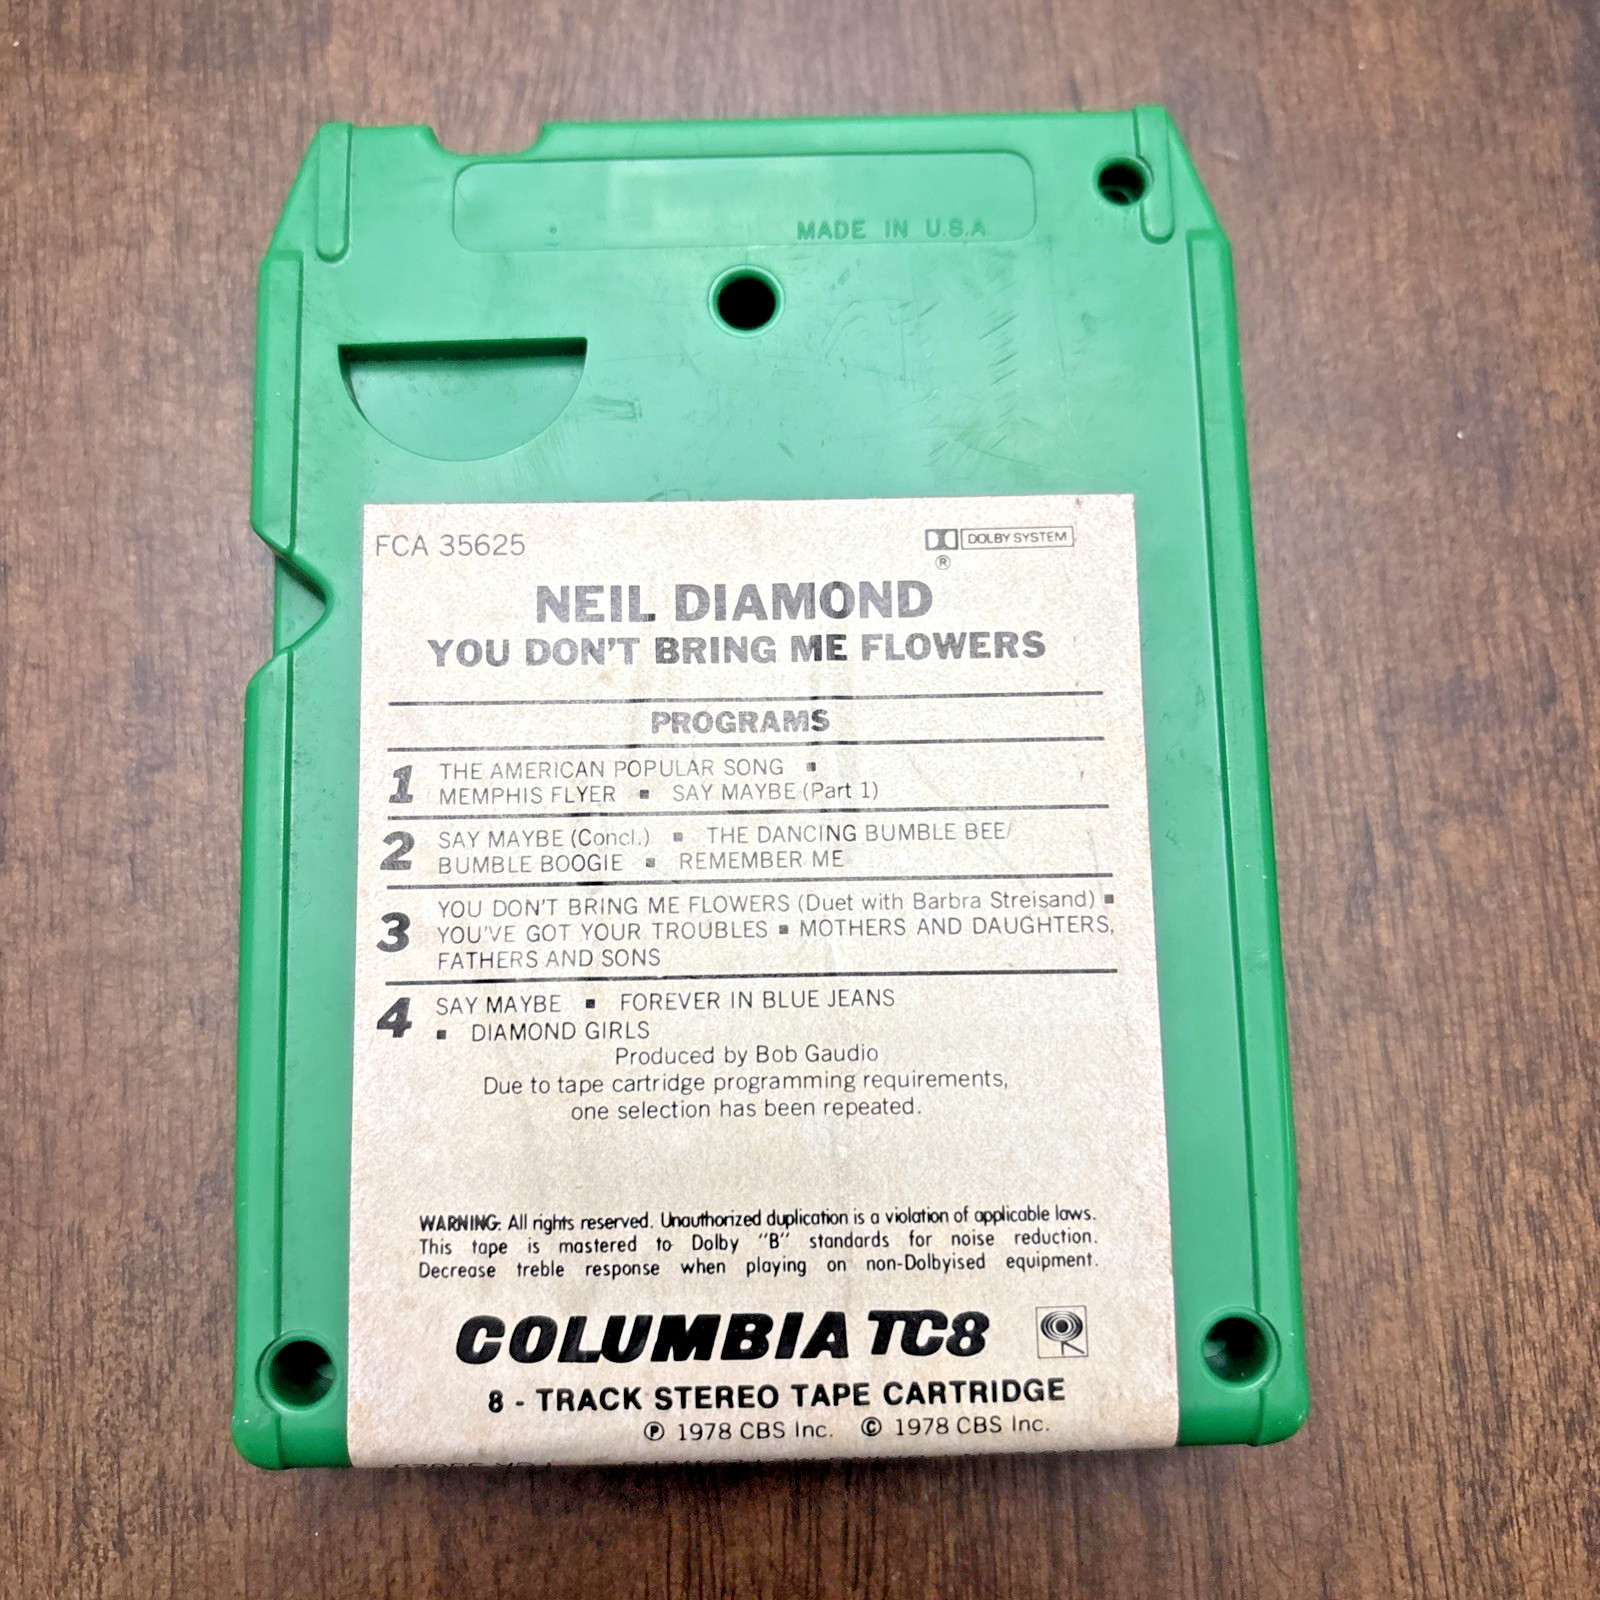 MADE IN U.S.A.
FCA 35625
DOLBY SYSTEM
®
NEIL DIAMOND
YOU DON'T BRING ME FLOWERS
PROGRAMS
1 THE AMERICAN POPULAR SONG ▪
MEMPHIS FLYER ▪ SAY MAYBE (Part 1)
2 SAY MAYBE (Concl.) ▪ THE DANCING BUMBLE BEE/
BUMBLE BOOGIE ▪ REMEMBER ME
3 YOU DON'T BRING ME FLOWERS (Duet with Barbra Streisand) ▪
YOU'VE GOT YOUR TROUBLES ▪ MOTHERS AND DAUGHTERS,
FATHERS AND SONS
4 SAY MAYBE ▪ FOREVER IN BLUE JEANS
▪ DIAMOND GIRLS
Produced by Bob Gaudio
Due to tape cartridge programming requirements,
one selection has been repeated.
WARNING: All rights reserved. Unauthorized duplication is a violation of applicable laws.
This tape is mastered to Dolby "B" standards for noise reduction.
Decrease treble response when playing on non-Dolbyised equipment.
COLUMBIA TC8
8 - TRACK STEREO TAPE CARTRIDGE
℗ 1978 CBS Inc. © 1978 CBS Inc.